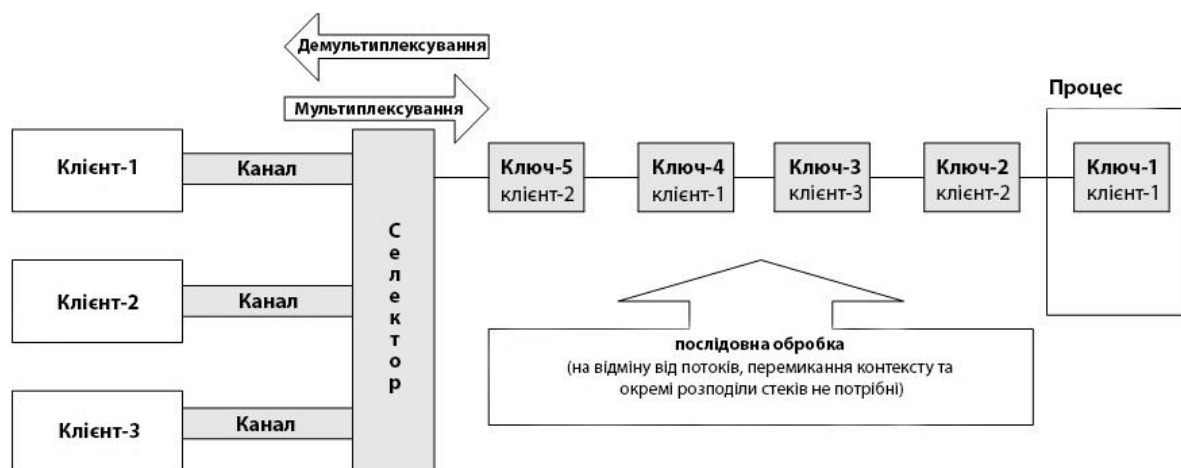 Демультиплексування
Мультиплексування
Процес
Клієнт-1
Канал
Ключ-5
клієнт-2
Ключ-4
клієнт-1
Ключ-3
клієнт-3
Ключ-2
клієнт-2
Ключ-1
клієнт-1
Селектор
Клієнт-2
Канал
послідовна обробка
(на відміну від потоків, перемикання контексту та
окремі розподіли стеків не потрібні)
Клієнт-3
Канал